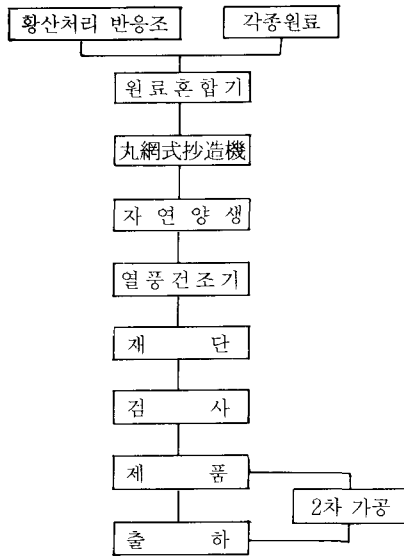 황산처리 반응조
각종원료
원료혼합기
丸網式抄造機
자연양생
열풍건조기
재단
검사
제품
2차 가공
출하